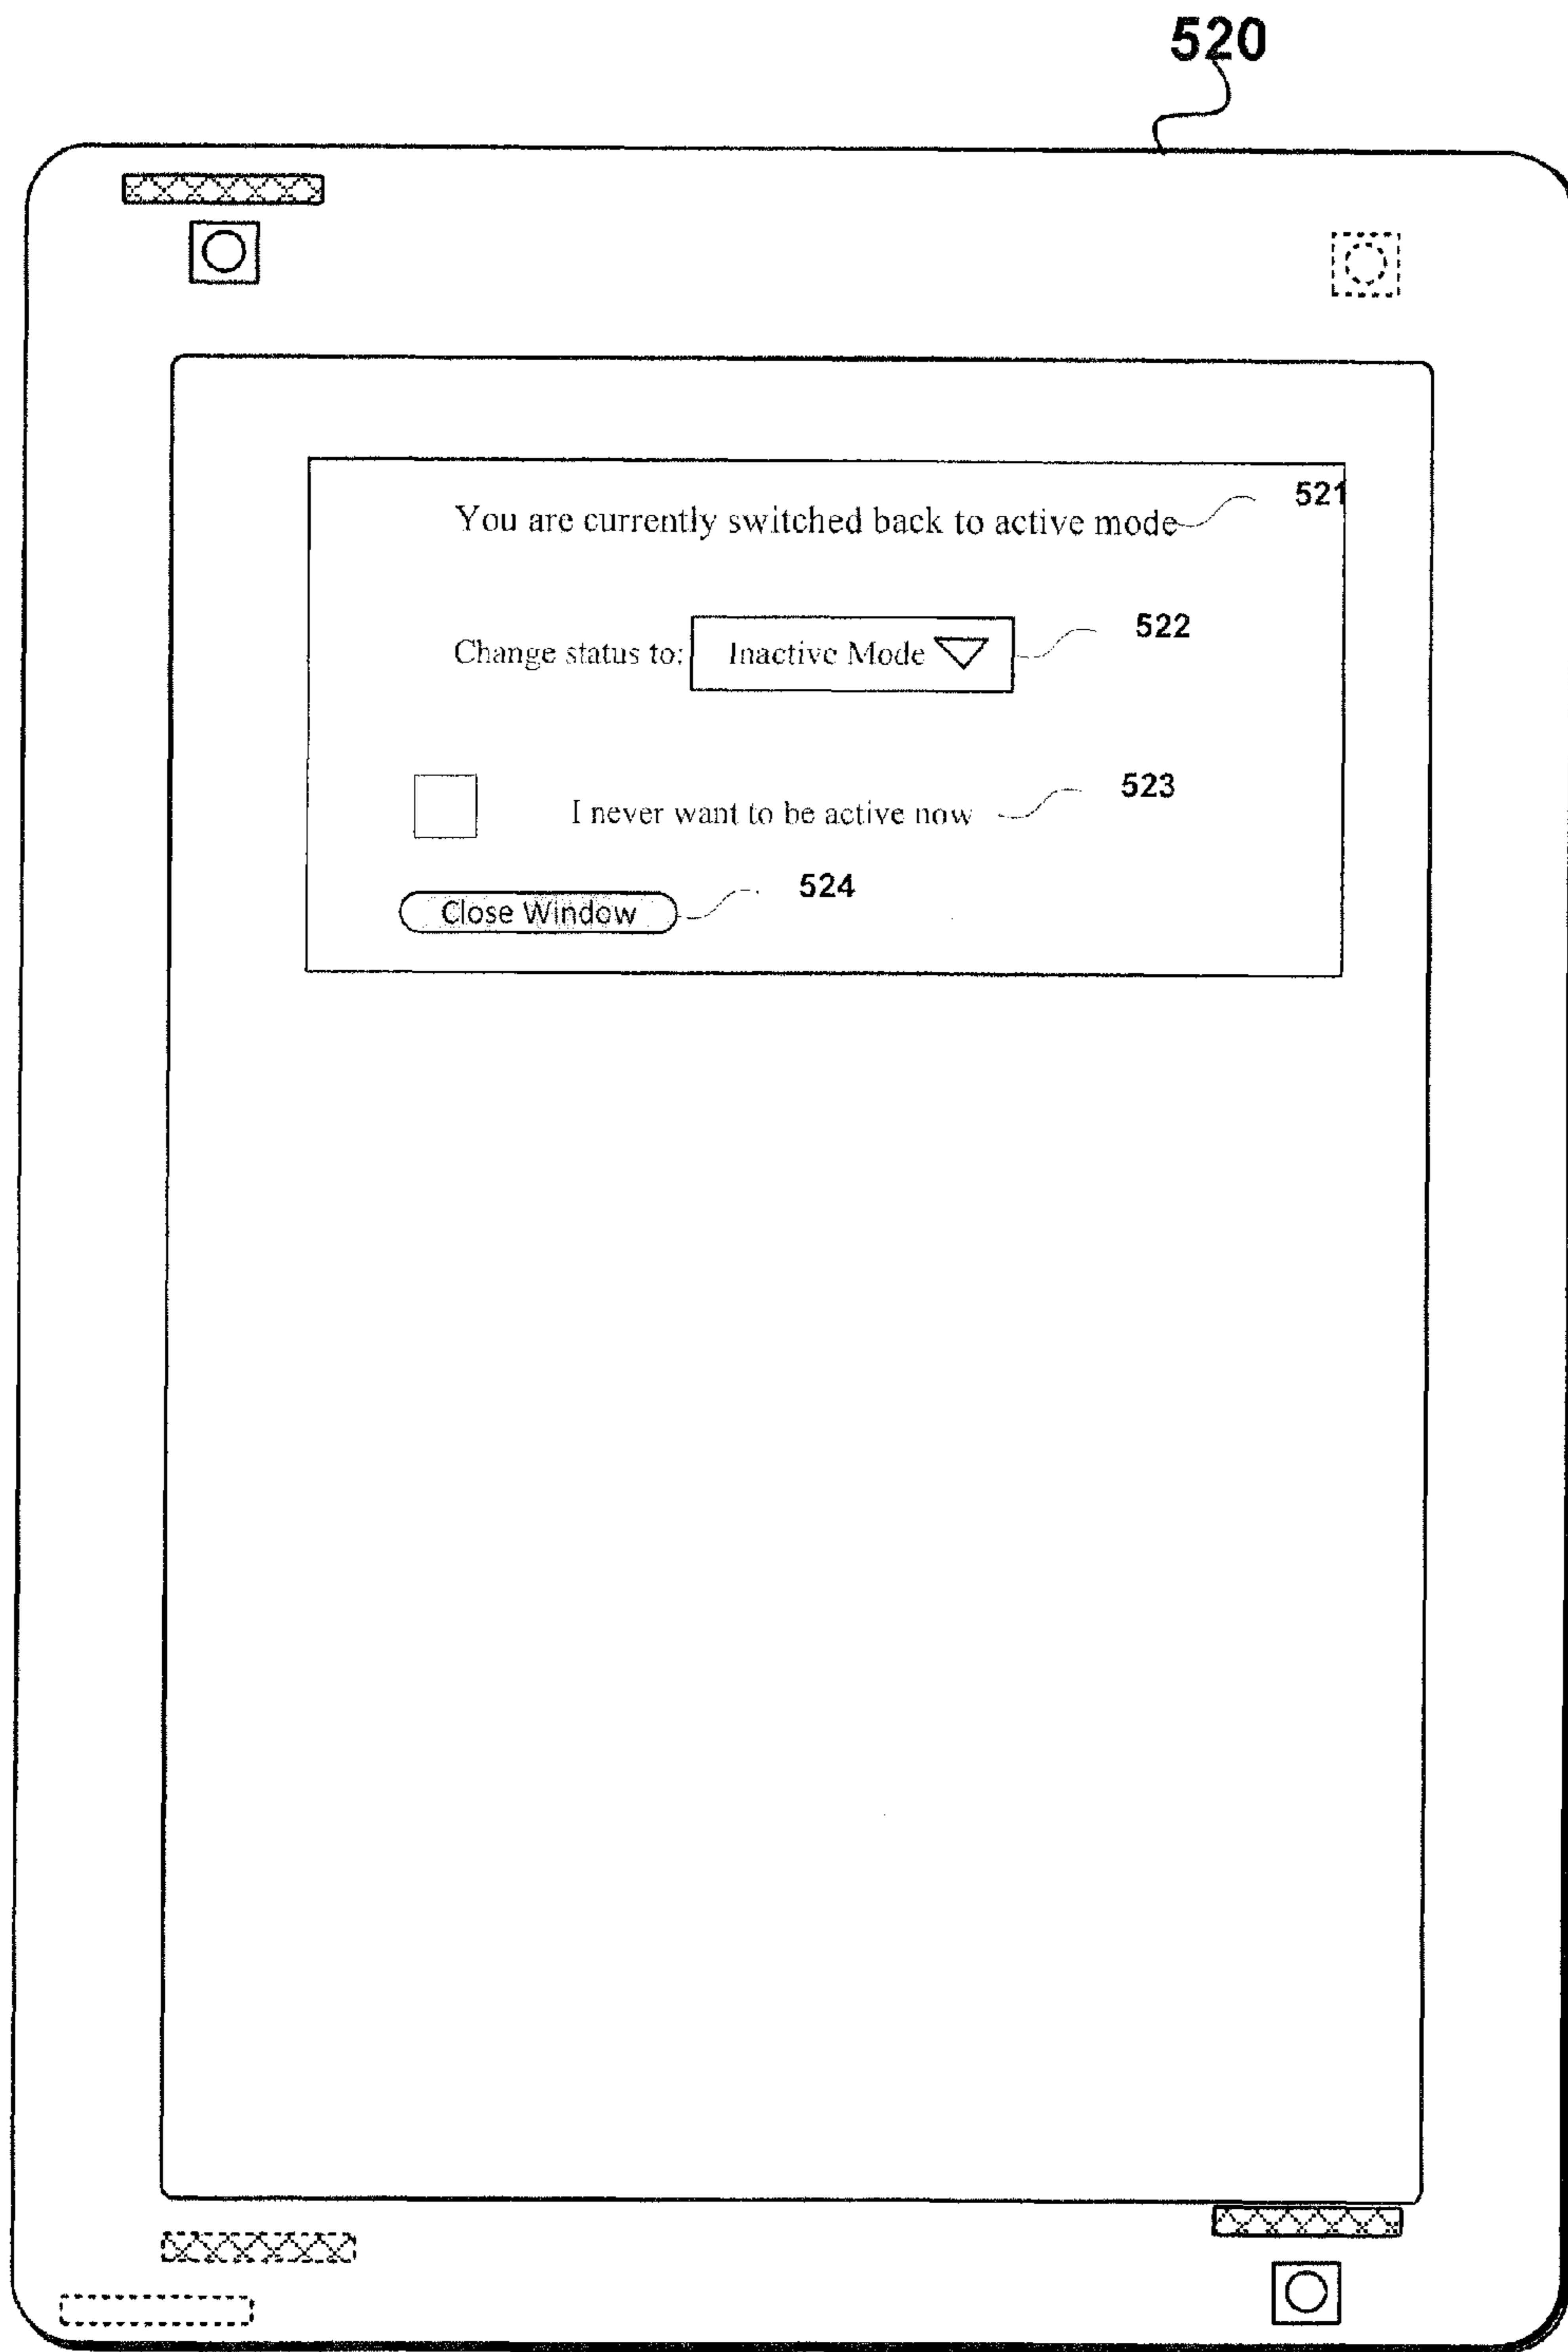 520
You are currently switched back to active mode 521
Change status to: Inactive Mode 522
I never want to be active now 523
Close Window 524